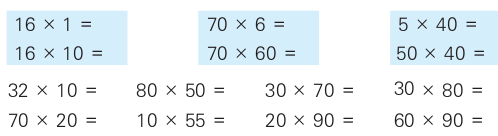 16 × 1 = 70 × 6 = 5 × 40 =
16 × 10 = 70 × 60 = 50 × 40 =
32 × 10 = 80 × 50 = 30 × 70 = 30 × 80 =
70 × 20 = 10 × 55 = 20 × 90 = 60 × 90 =